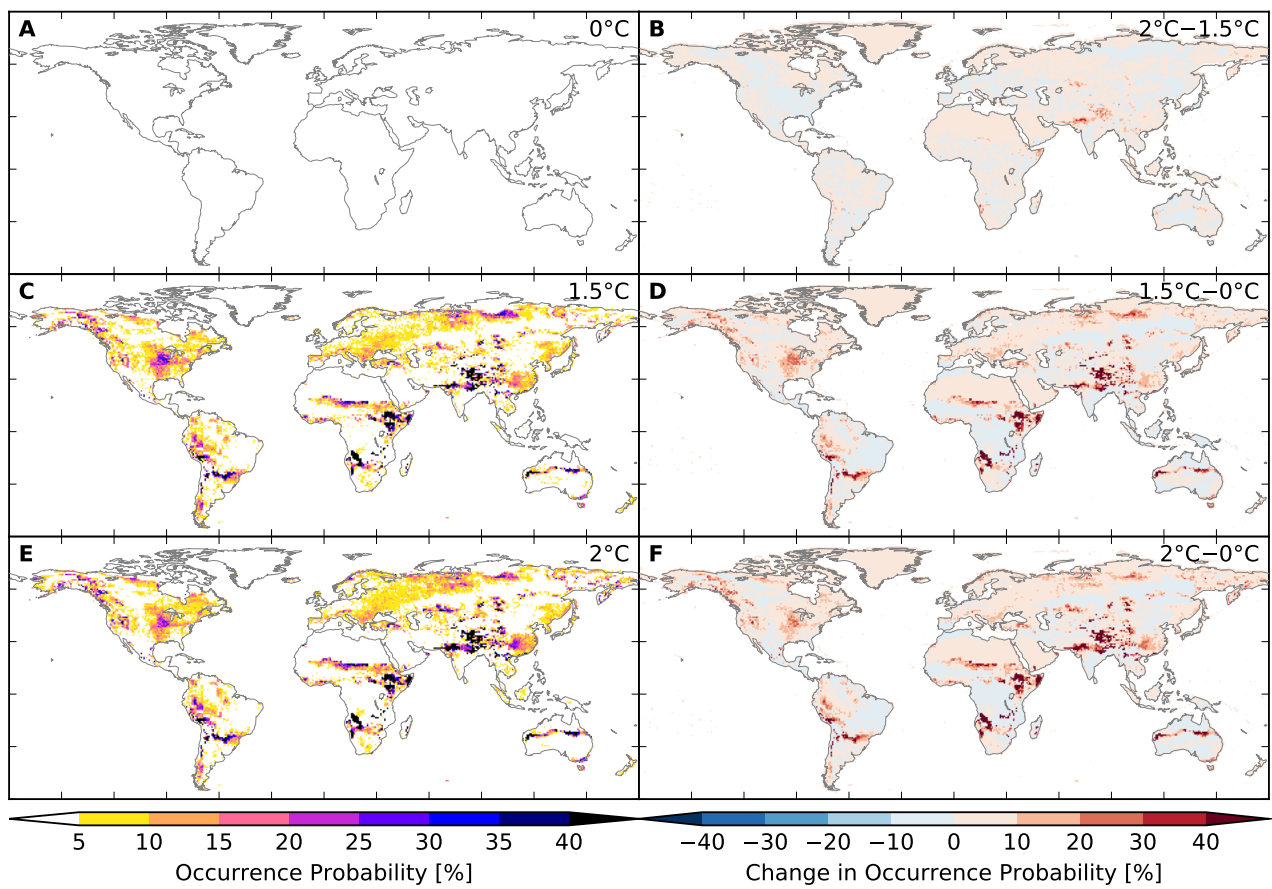 A 0°C
B 2°C−1.5°C
C 1.5°C
D 1.5°C−0°C
E 2°C
F 2°C−0°C
5 10 15 20 25 30 35 40
−40 −30 −20 −10 0 10 20 30 40
Occurrence Probability [%]
Change in Occurrence Probability [%]